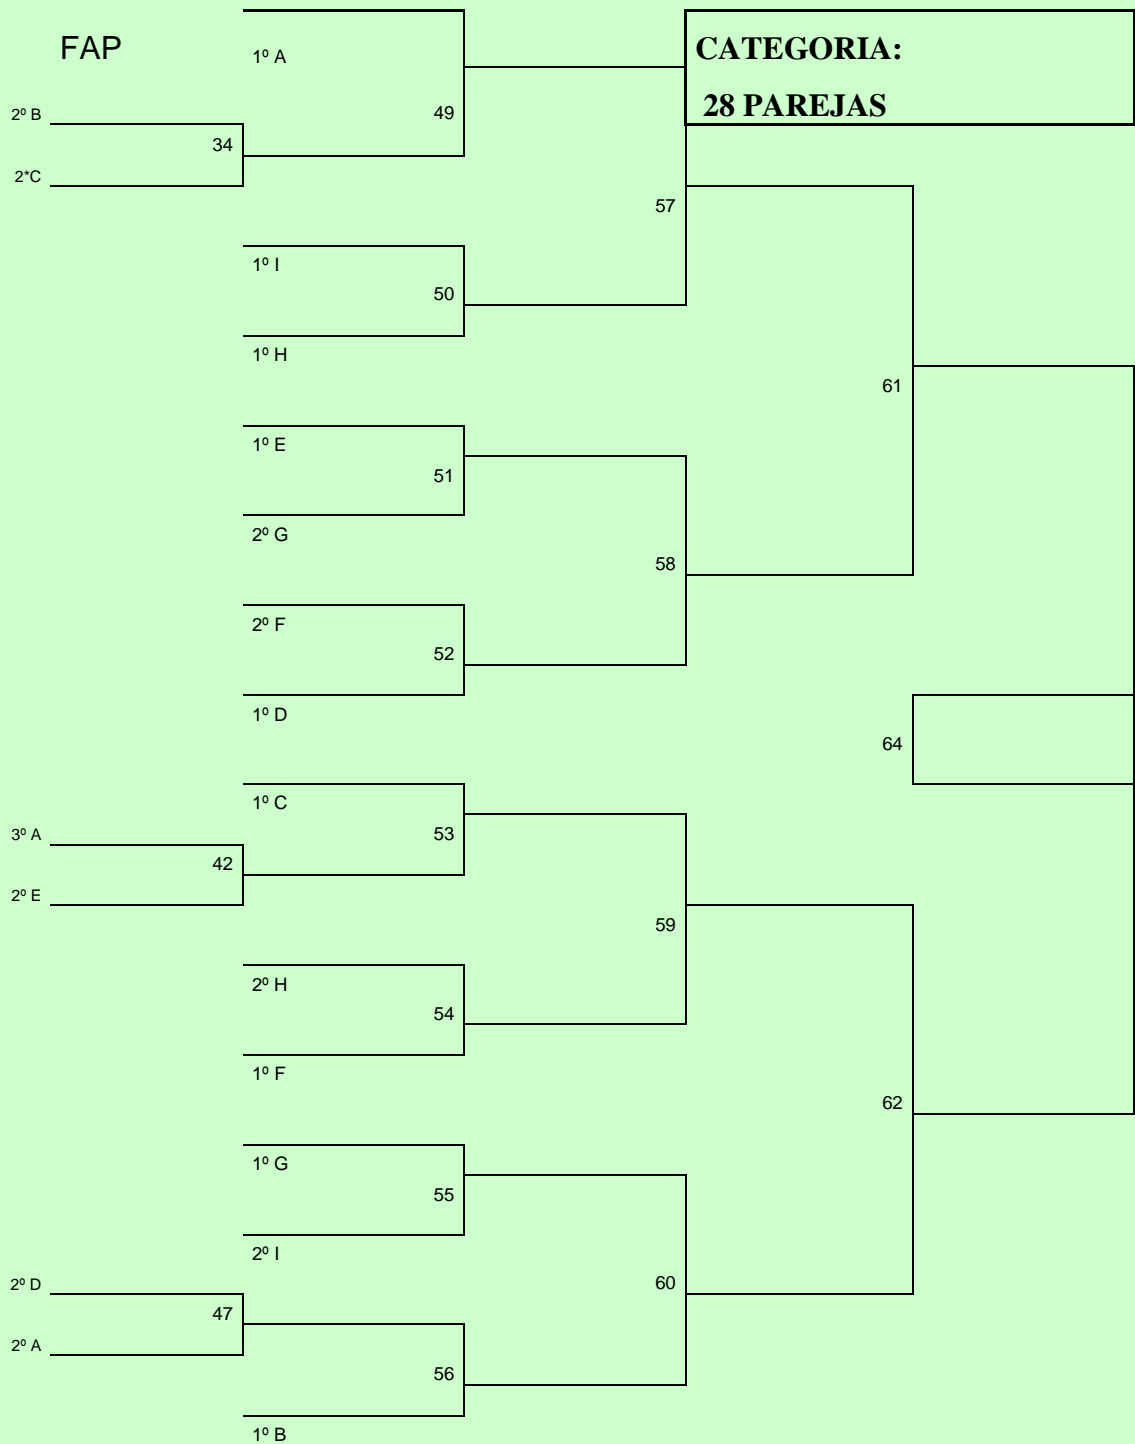 FAP
CATEGORIA:
28 PAREJAS
1º A
49
2º B
34
2*C
57
1º I
50
1º H
61
1º E
51
2º G
58
2º F
52
1º D
64
1º C
53
3º A
42
2º E
59
2º H
54
1º F
62
1º G
55
2º I
60
2º D
47
2º A
56
1º B